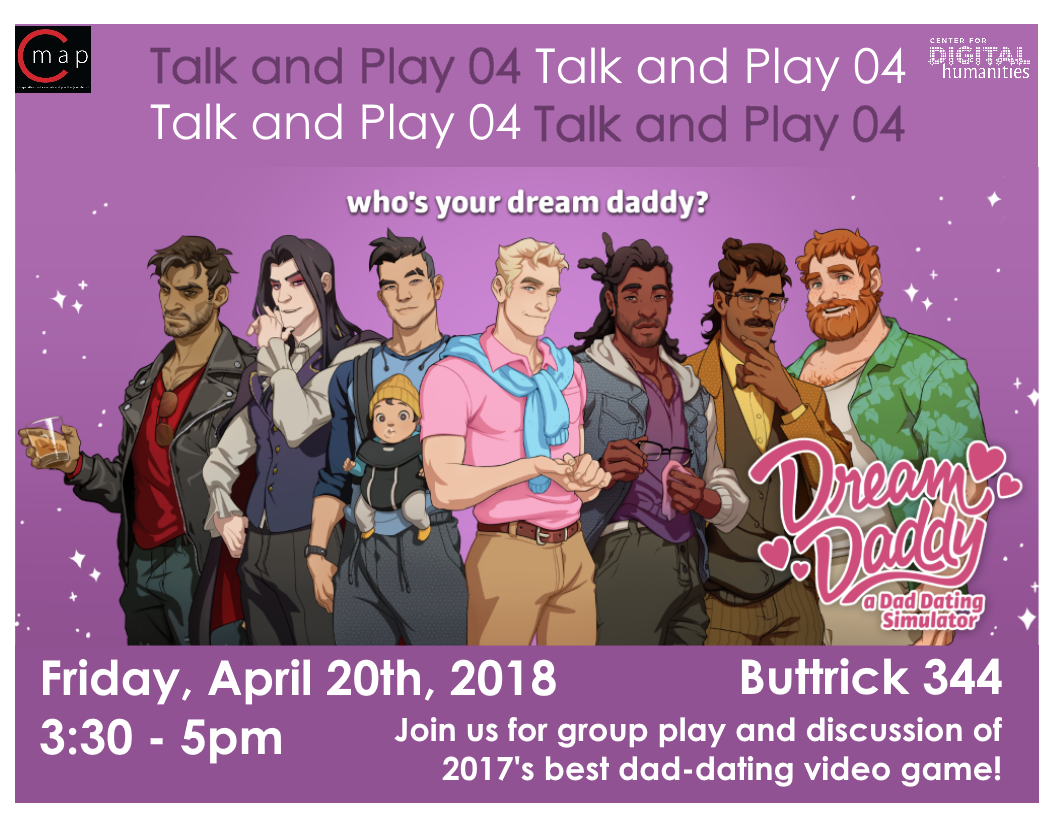 Cmap
Talk and Play 04 Talk and Play 04
CENTER FOR
DIGITAL
humanities
Talk and Play 04 Talk and Play 04
who's your dream daddy?
Dream
Daddy
a Dad Dating
Simulator
Friday, April 20th, 2018
Buttrick 344
3:30 - 5pm
Join us for group play and discussion of
2017's best dad-dating video game!